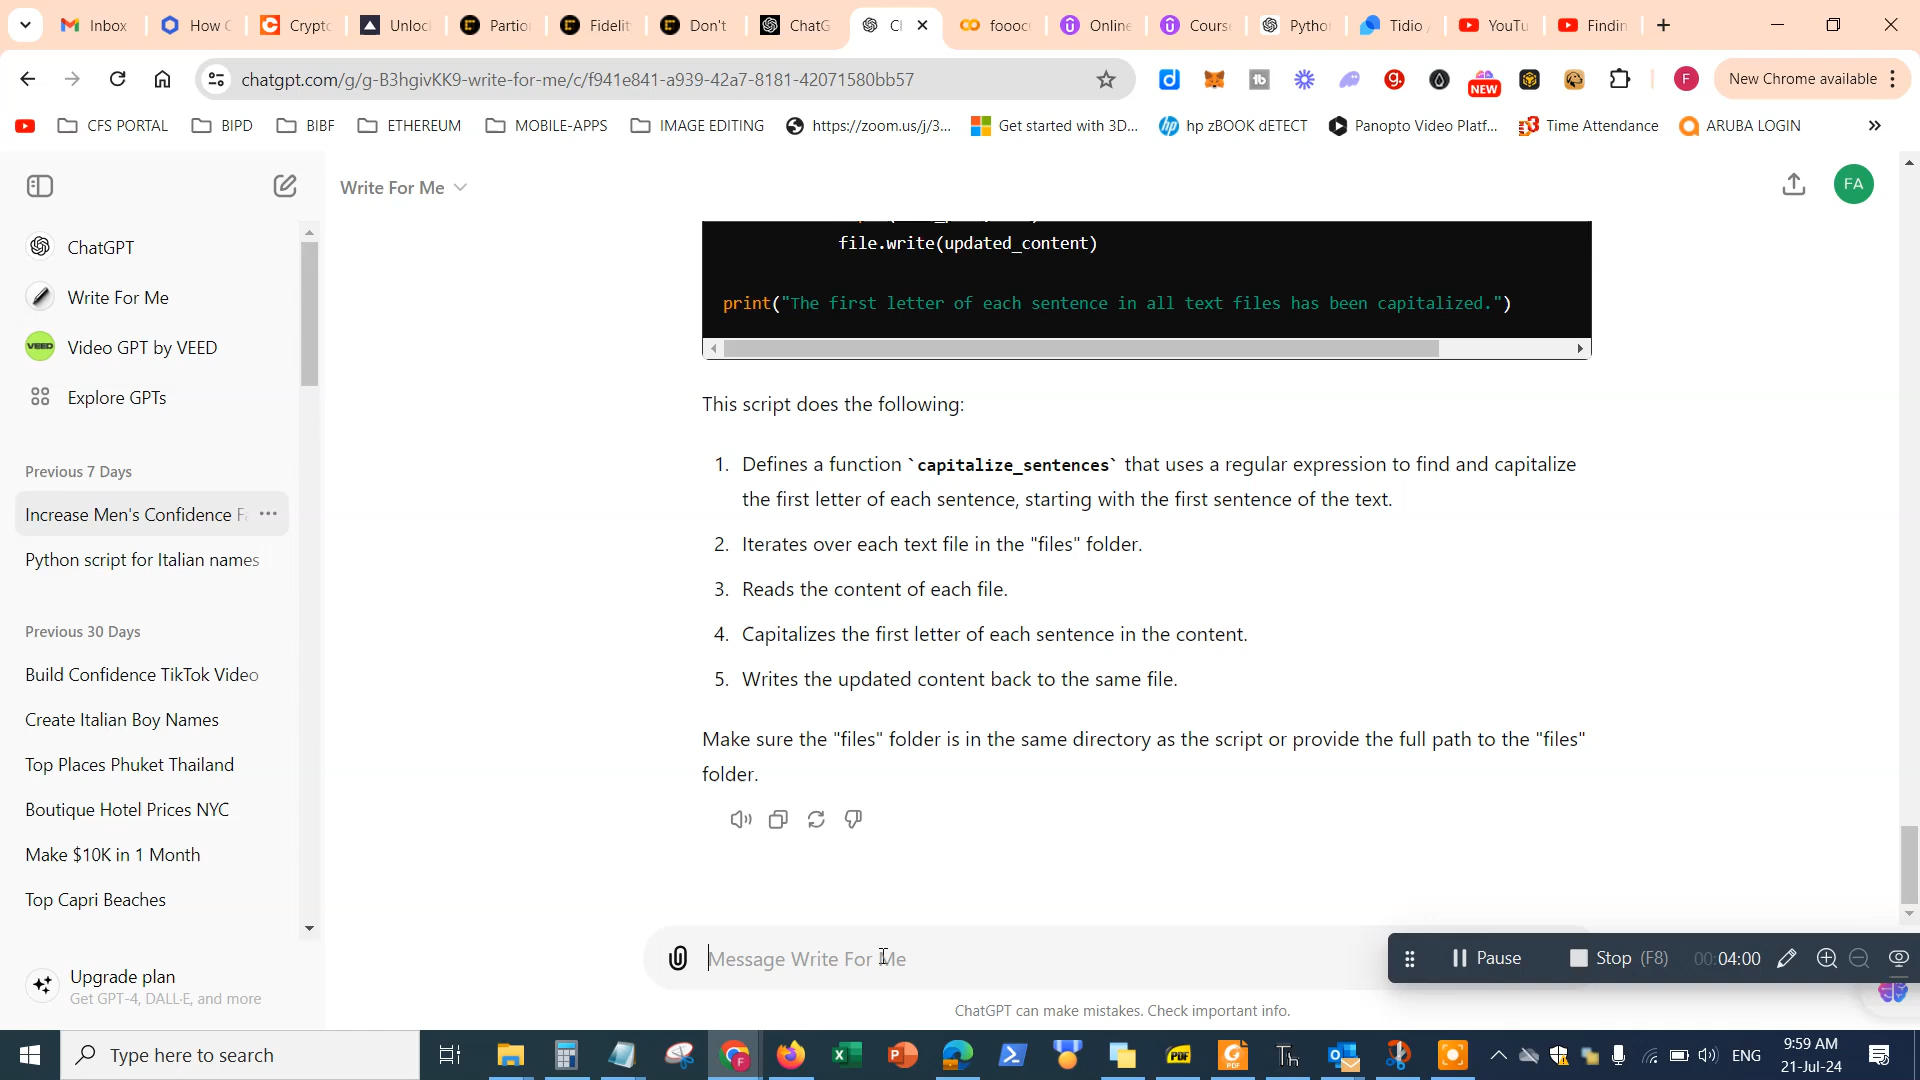 Inbox
How C
Crypto
Unloc
Partior
Fidelit
Don't
ChatG
Ch
foooc
Online
Course
Pytho
Tidio
YouTu
Findin
chatgpt.com/g/g-B3hgivKK9-write-for-me/c/f941e841-a939-42a7-8181-42071580bb57
NEW
F
New Chrome available
CFS PORTAL
BIPD
BIBF
ETHEREUM
MOBILE-APPS
IMAGE EDITING
https://zoom.us/j/3...
Get started with 3D...
hp zBOOK dETECT
Panopto Video Platf...
Time Attendance
ARUBA LOGIN
Write For Me
FA
ChatGPT
Write For Me
VEED
Video GPT by VEED
Explore GPTs
Previous 7 Days
Increase Men's Confidence Fa
Python script for Italian names
Previous 30 Days
Build Confidence TikTok Video
Create Italian Boy Names
Top Places Phuket Thailand
Boutique Hotel Prices NYC
Make $10K in 1 Month
Top Capri Beaches
Upgrade plan
Get GPT-4, DALL·E, and more
file.write(updated_content)
print("The first letter of each sentence in all text files has been capitalized.")
This script does the following:
1. Defines a function `capitalize_sentences` that uses a regular expression to find and capitalize
the first letter of each sentence, starting with the first sentence of the text.
2. Iterates over each text file in the "files" folder.
3. Reads the content of each file.
4. Capitalizes the first letter of each sentence in the content.
5. Writes the updated content back to the same file.
Make sure the "files" folder is in the same directory as the script or provide the full path to the "files"
folder.
Message Write For Me
ChatGPT can make mistakes. Check important info.
Pause
Stop (F8)
00:04:00
Type here to search
ENG
9:59 AM
21-Jul-24